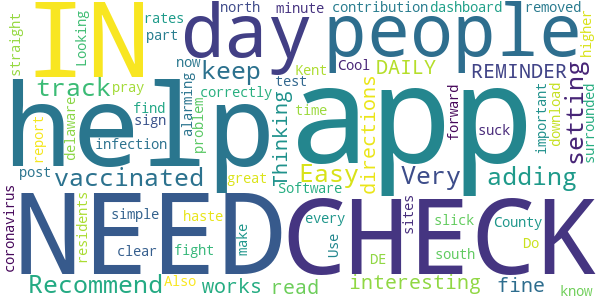 IN
day
people
straight
Looking
rates
part
north
minute
contribution
dashboard
removed
higher
now
keep
Cool
Kent
DAILY
REMINDER
setting
track
pray
correctly
test
help
app
report
delaware
find
sign
problem
alarming
infection
time
Thinking
directions
forward
suck
important
download
surrounded
post
vaccinated
great
Easy
Very
adding
Software
NEED
CHECK
coronavirus
residents
simple
haste
every
sites
slick
County
clear
fight
make
Use
DE
south
Do
Recommend
Also
works
read
interesting
fine
know